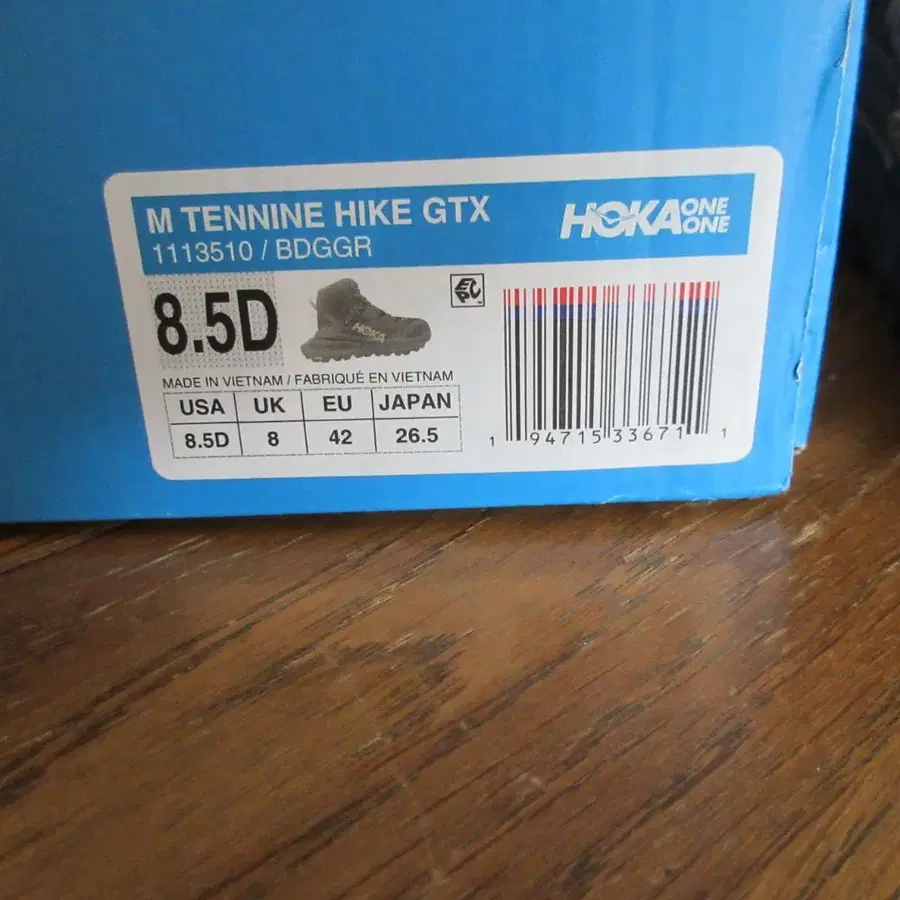 M TENNINE HIKE GTX
1113510 / BDGGR
HOKA ONE ONE
8.5D
HOKA
EPC
MADE IN VIETNAM / FABRIQUÉ EN VIETNAM
USA UK EU JAPAN
8.5D 8 42 26.5
1 94715 33671 1